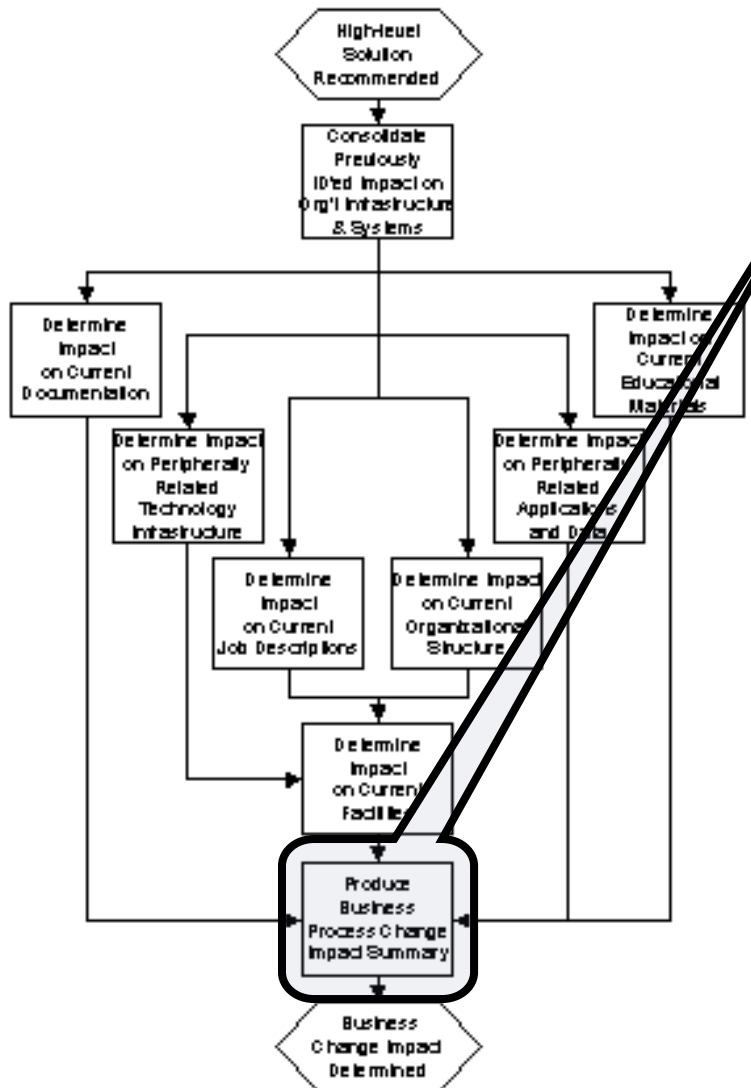 High-level
Solution
Recommended
Consolidate
Previously
ID'ed Impact on
Org'l Infrastructure
& Systems
Determine
Impact
on Current
Documentation
Determine
Impact on
Current
Educational
Materials
Determine Impact
on Peripherally
Related
Technology
Infrastructure
Determine Impact
on Peripherally
Related
Applications
and Data
Determine
Impact
on Current
Job Descriptions
Determine Impact
on Current
Organizational
Structure
Determine
Impact
on Current
Facilities
Produce
Business
Process Change
Impact Summary
Business
Change Impact
Determined